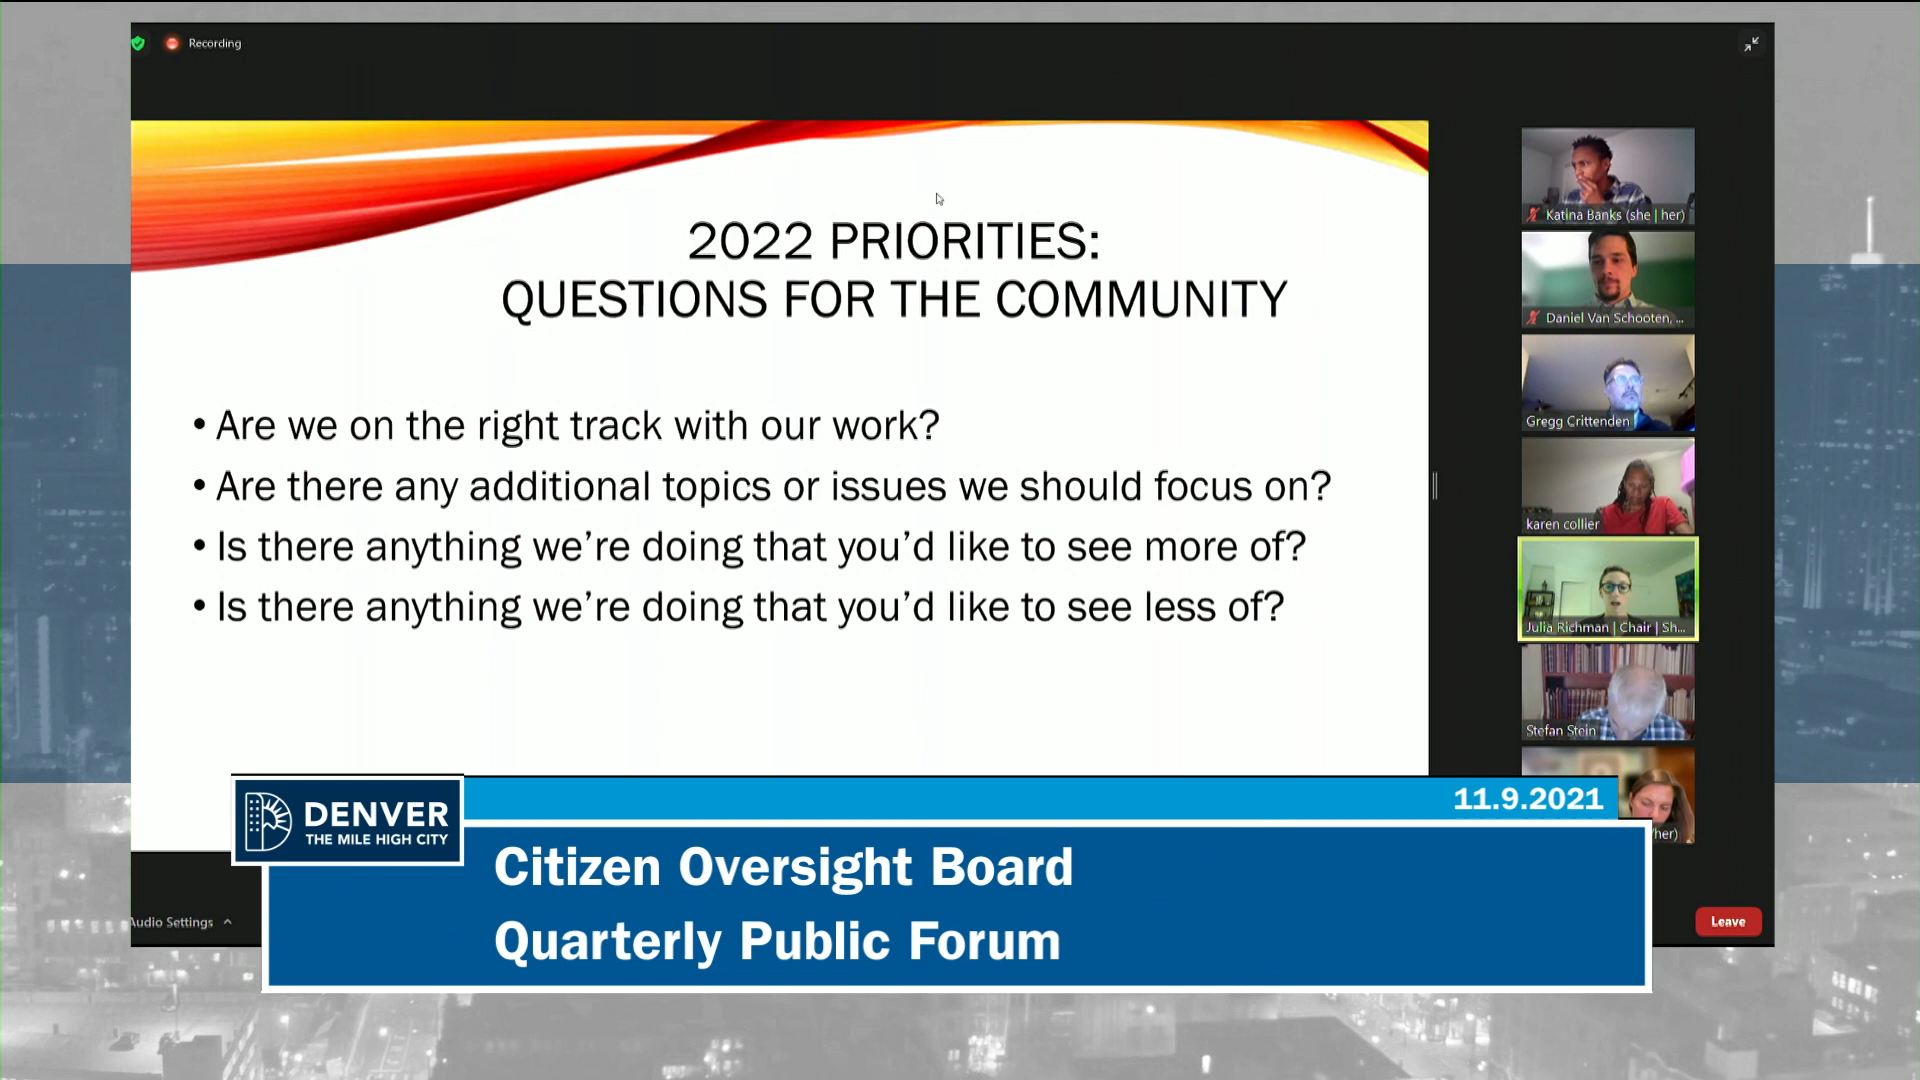 Recording
2022 PRIORITIES:
QUESTIONS FOR THE COMMUNITY
• Are we on the right track with our work?
• Are there any additional topics or issues we should focus on?
• Is there anything we're doing that you'd like to see more of?
• Is there anything we're doing that you'd like to see less of?
Katina Banks (she | her)
Daniel Van Schooten, ...
Gregg Crittenden
karen collier
Julia Richman | Chair | Sh...
Stefan Stein
/her)
11.9.2021
DENVER
THE MILE HIGH CITY
Citizen Oversight Board
Quarterly Public Forum
Audio Settings
Leave